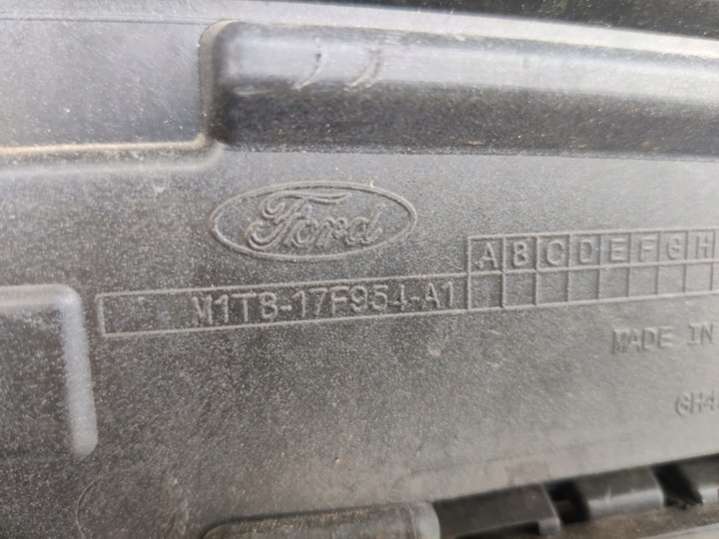 Ford
A B C D E F G H
M1TB-17F954-A1
MADE IN